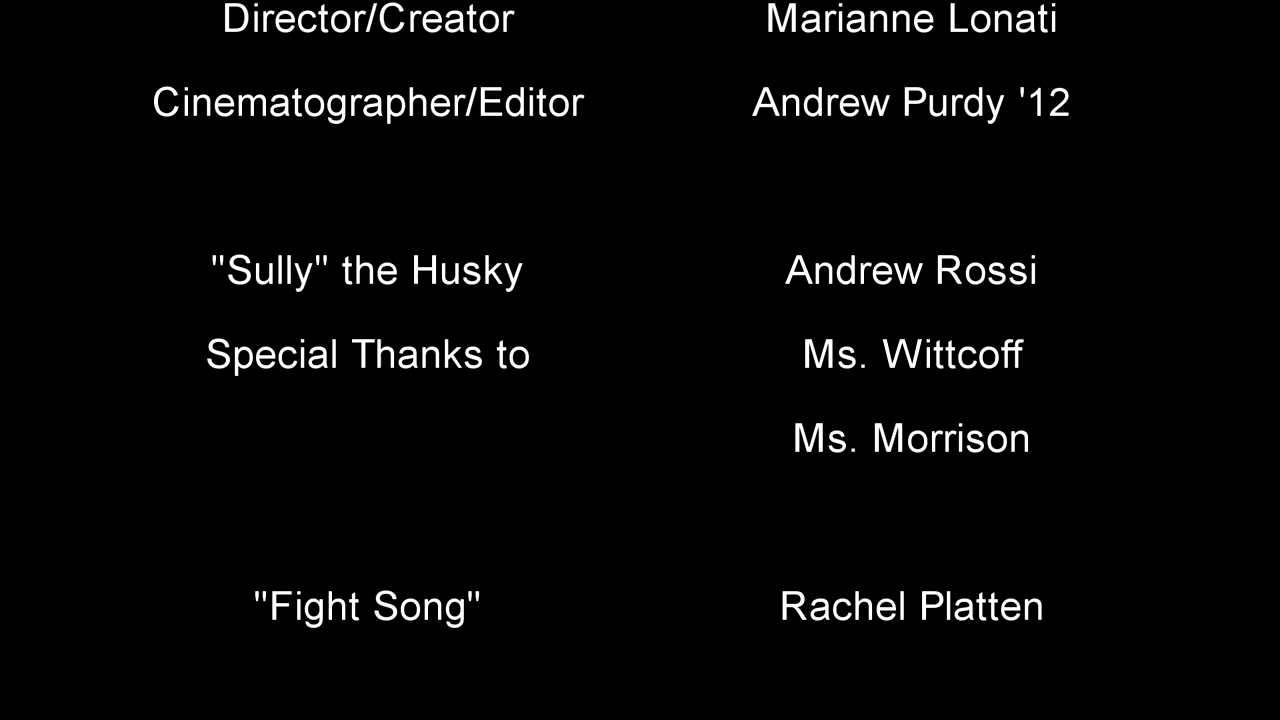 Director/Creator Marianne Lonati
Cinematographer/Editor Andrew Purdy '12
"Sully" the Husky Andrew Rossi
Special Thanks to Ms. Wittcoff
Ms. Morrison
"Fight Song" Rachel Platten